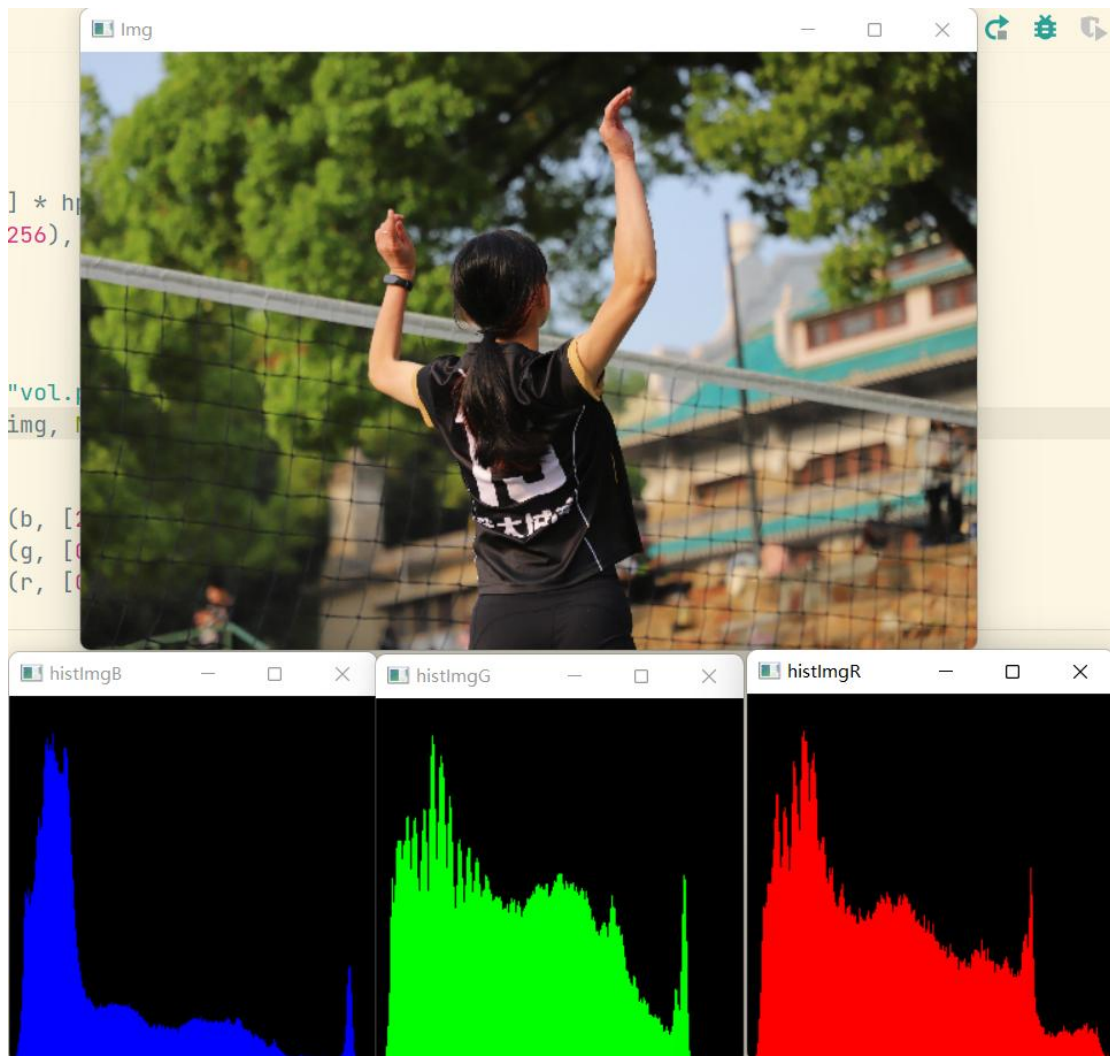 Img
] * h
256),
"vol.p
img,
(b, [
(g, [
(r, [
histImgB
histImgG
histImgR